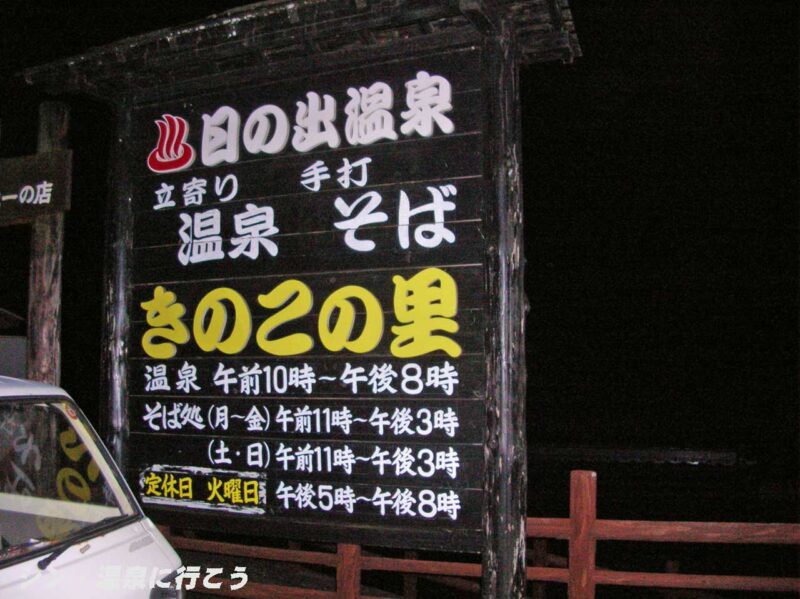 日の出温泉
立寄り 手打
温泉 そば
きのこの里
温泉 午前10時～午後8時
そば処(月～金)午前11時～午後3時
(土・日)午前11時～午後3時
定休日 火曜日 午後5時～午後8時
ーの店
温泉に行こう